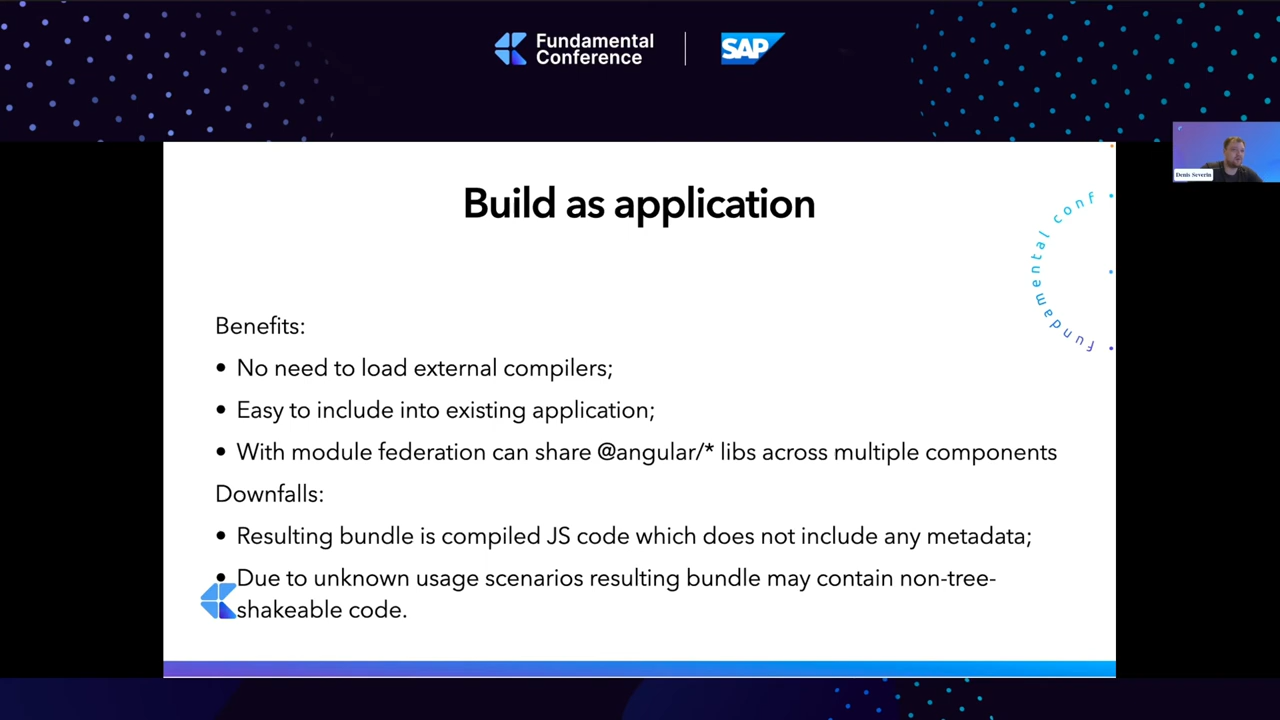 Fundamental
Conference
SAP
Denis Severin
Build as application
fundamental conf
Benefits:
• No need to load external compilers;
• Easy to include into existing application;
• With module federation can share @angular/* libs across multiple components
Downfalls:
• Resulting bundle is compiled JS code which does not include any metadata;
• Due to unknown usage scenarios resulting bundle may contain non-tree-
shakeable code.